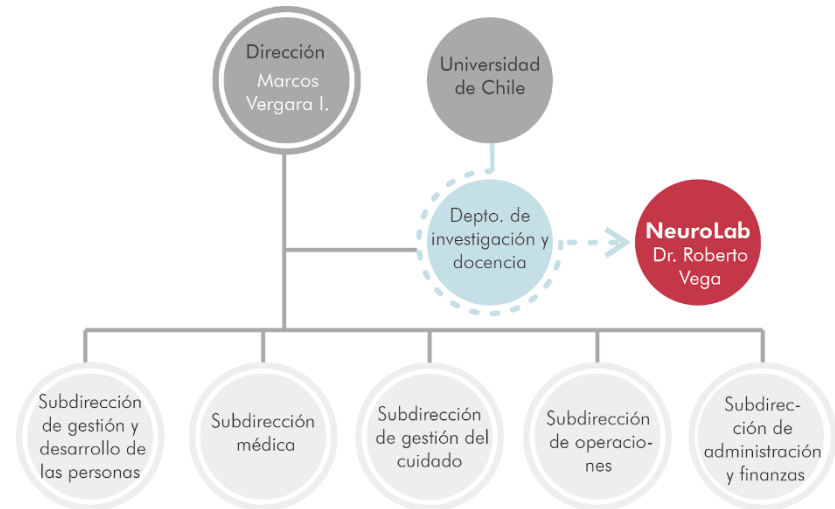 Dirección
Marcos
Vergara I.
Universidad
de Chile
Depto. de
investigación y
docencia
NeuroLab
Dr. Roberto
Vega
Subdirección
de gestión y
desarrollo de
las personas
Subdirección
médica
Subdirección
de gestión del
cuidado
Subdirección
de operacio-
nes
Subdirec-
cción de
administración
y finanzas